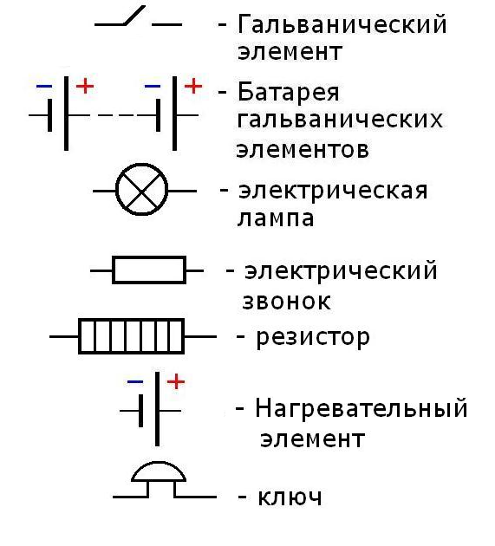 - Гальванический
элемент
- + - + - Батарея
гальванических
элементов
- электрическая
лампа
- электрический
звонок
- резистор
- +
- Нагревательный
элемент
- ключ